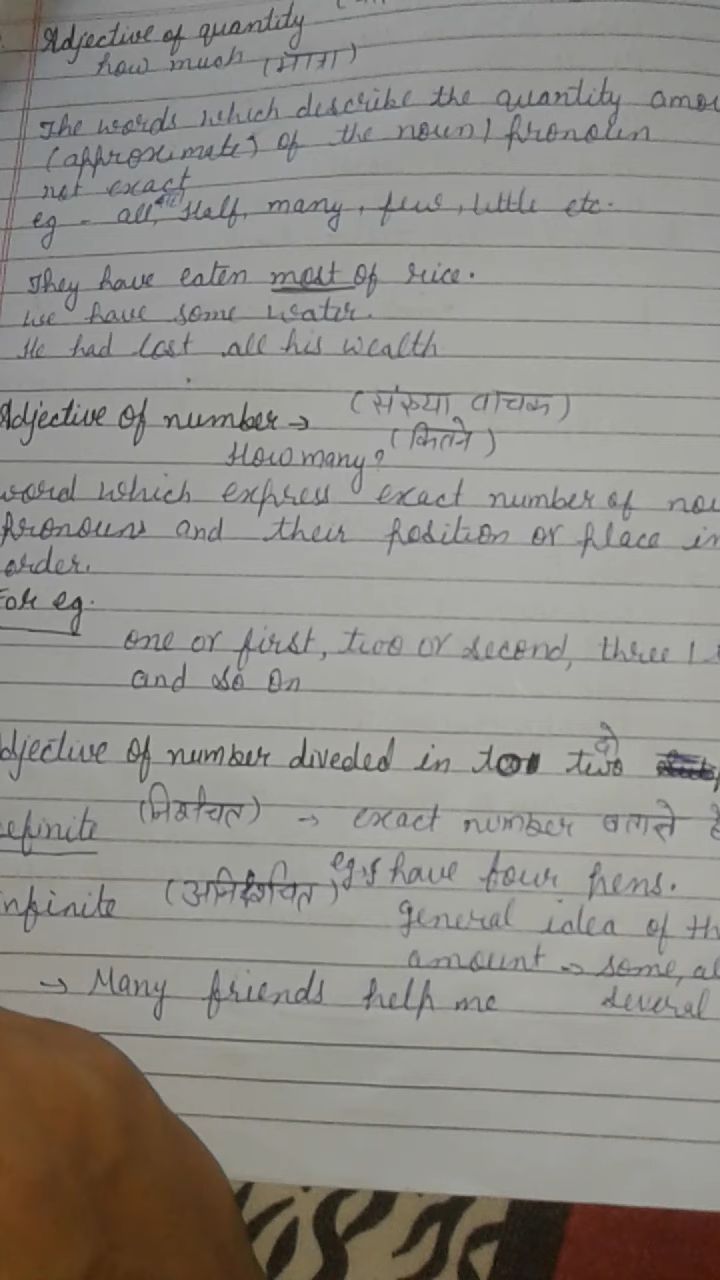 Adjective of quantity
how much (मात्रा)
The words which describe the quantity amou
(approximate) of the noun / pronoun
not exact
eg - all, Half, many, few, little etc.
They have eaten most of rice.
We have some water.
He had lost all his wealth
Adjective of number → (संख्या वाचक)
How many? (कितने)
word which express exact number of nou
pronouns and their position or place in
order.
For eg.
one or first, two or second, three /
and so on
djective of number diveded in two दो
efinite (निश्चित) → exact number बताते है
eg. I have four hens.
nfinite (अनिश्चित) general idea of th
amount → some, al
→ Many friends help me several